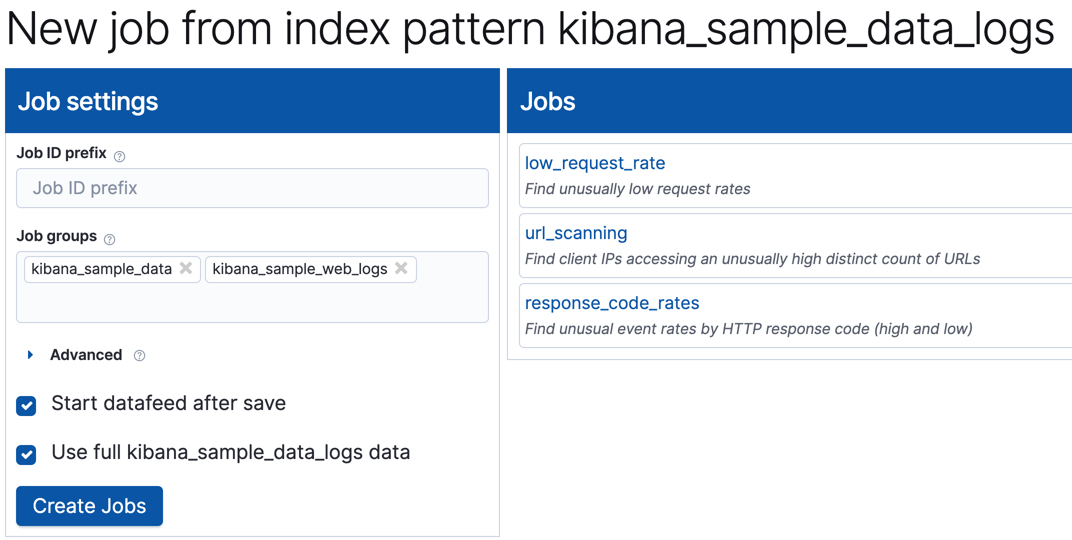 New job from index pattern kibana_sample_data_logs
Job settings
Job ID prefix
Job ID prefix
Job groups
kibana_sample_data kibana_sample_web_logs
Advanced
Start datafeed after save
Use full kibana_sample_data_logs data
Create Jobs
Jobs
low_request_rate
Find unusually low request rates
url_scanning
Find client IPs accessing an unusually high distinct count of URLs
response_code_rates
Find unusual event rates by HTTP response code (high and low)